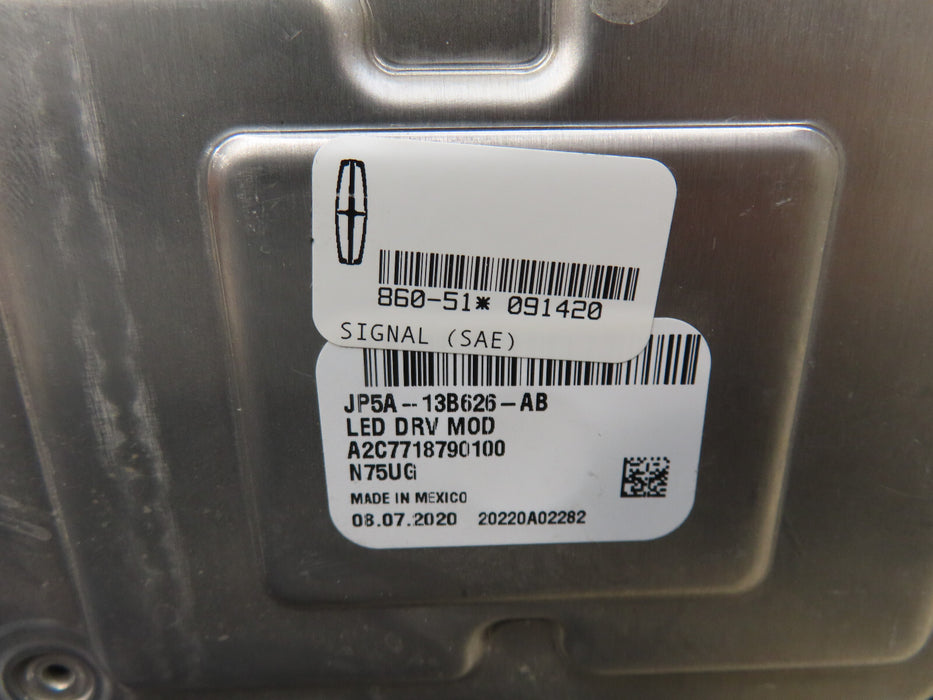 860-51* 091420
SIGNAL (SAE)
JP5A--13B626-AB
LED DRV MOD
A2C7718790100
N75UG
MADE IN MEXICO
08.07.2020 20220A02282